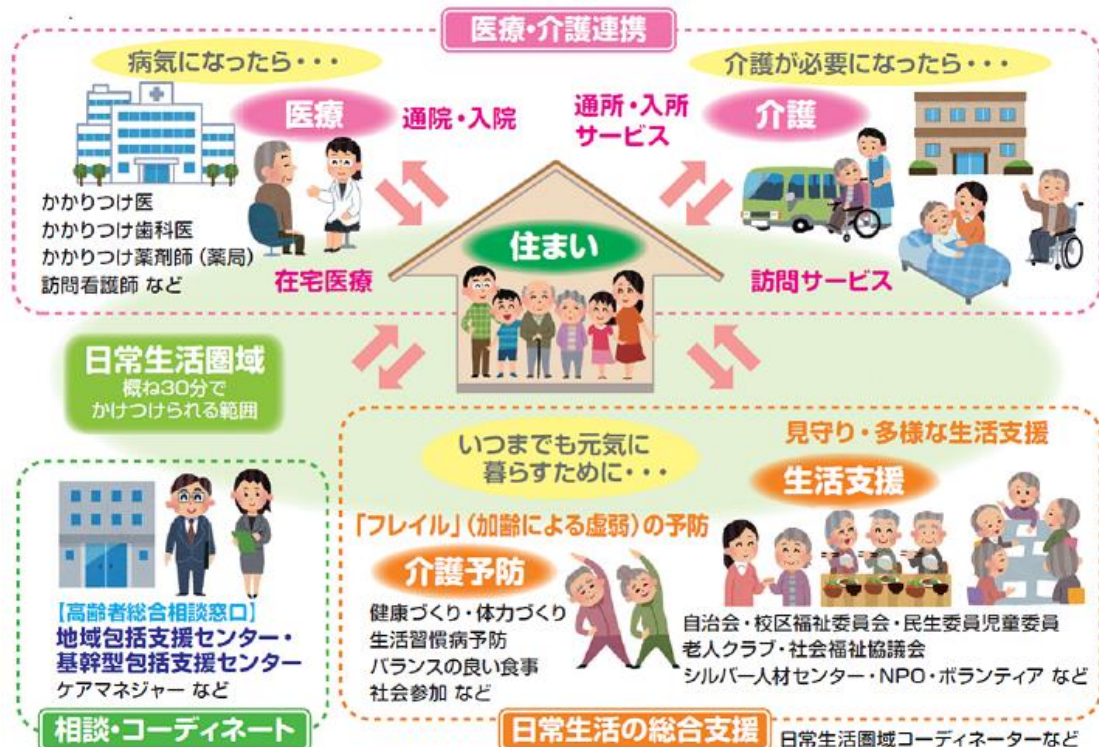 医療・介護連携
病気になったら・・・
介護が必要になったら・・・
医療
通院・入院
通所・入所
サービス
介護
かかりつけ医
かかりつけ歯科医
かかりつけ薬剤師（薬局）
訪問看護師 など
在宅医療
住まい
訪問サービス
日常生活圏域
概ね30分で
かけつけられる範囲
いつまでも元気に
暮らすために・・・
見守り・多様な生活支援
生活支援
「フレイル」（加齢による虚弱）の予防
介護予防
健康づくり・体力づくり
生活習慣病予防
バランスの良い食事
社会参加 など
自治会・校区福祉委員会・民生委員児童委員
老人クラブ・社会福祉協議会
シルバー人材センター・NPO・ボランティア など
【高齢者総合相談窓口】
地域包括支援センター・
基幹型包括支援センター
ケアマネジャー など
相談・コーディネート
日常生活の総合支援
日常生活圏域コーディネーターなど